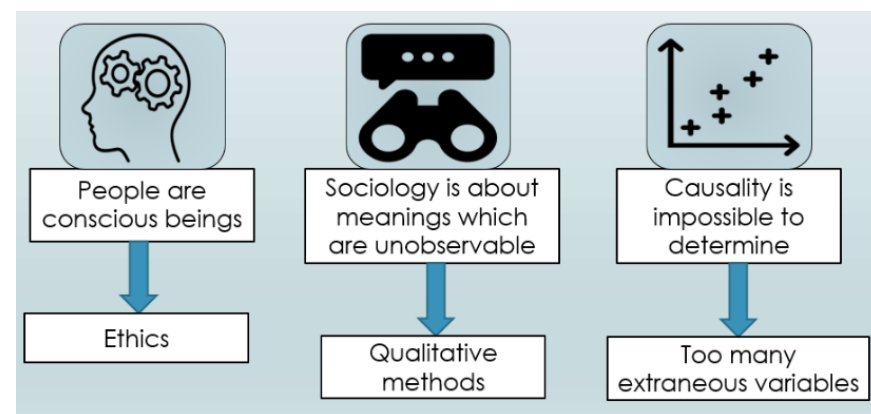 People are
conscious beings
Ethics
Sociology is about
meanings which
are unobservable
Qualitative
methods
Causality is
impossible to
determine
Too many
extraneous variables